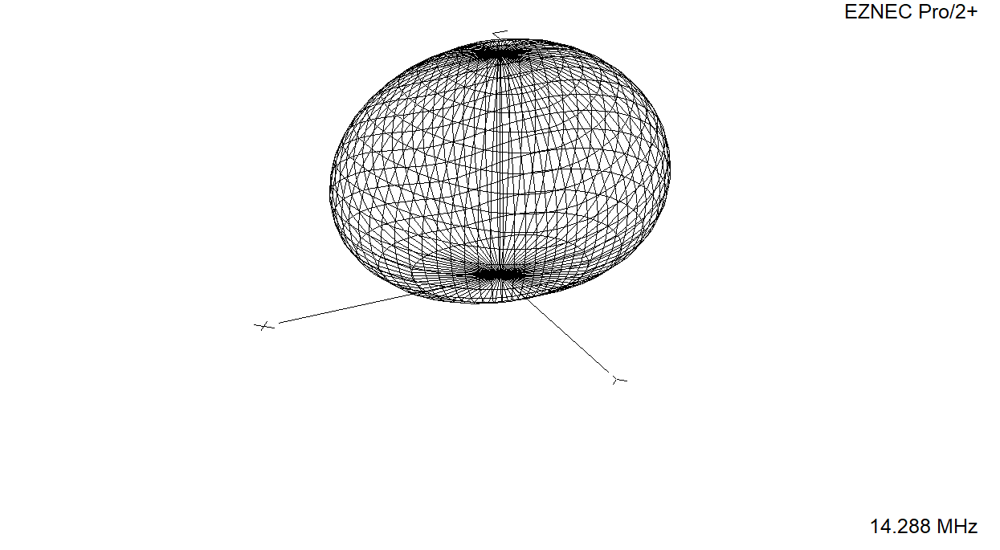 EZNEC Pro/2+
Z
X
Y
14.288 MHz